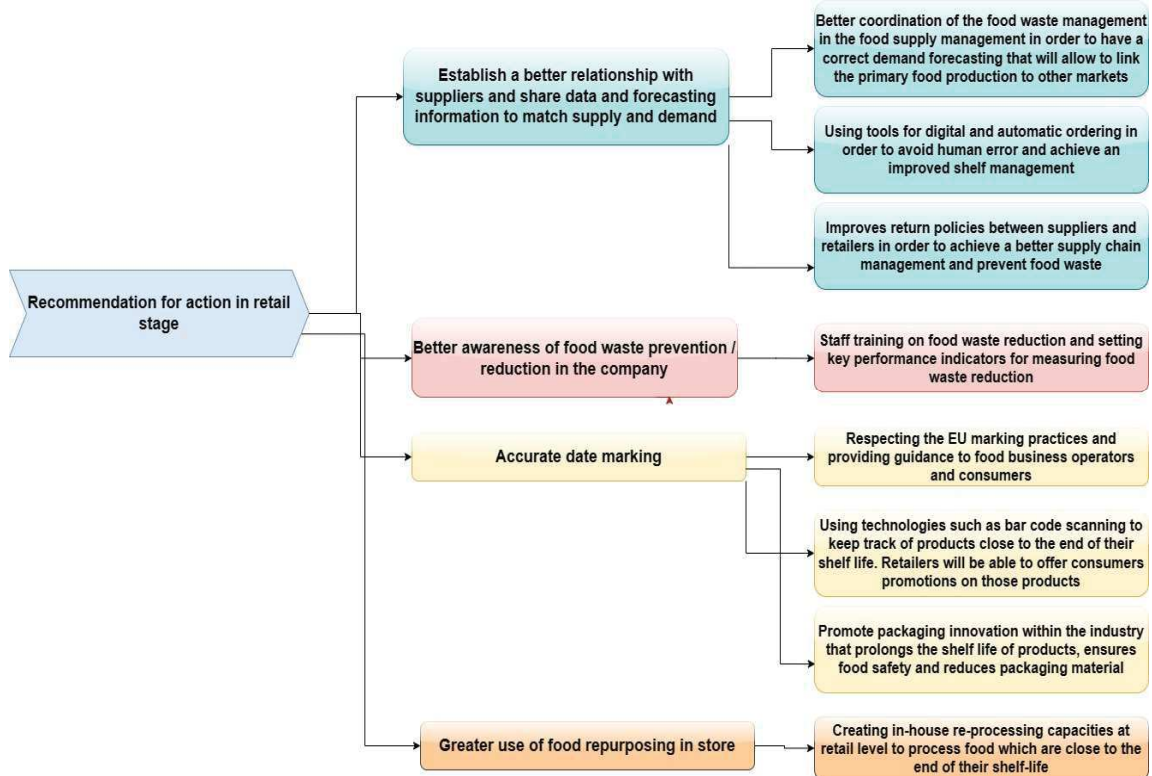 Recommendation for action in retail
stage
Establish a better relationship with
suppliers and share data and forecasting
information to match supply and demand
Better coordination of the food waste management
in the food supply management in order to have a
correct demand forecasting that will allow to link
the primary food production to other markets
Using tools for digital and automatic ordering in
order to avoid human error and achieve an
improved shelf management
Improves return policies between suppliers and
retailers in order to achieve a better supply chain
management and prevent food waste
Better awareness of food waste prevention /
reduction in the company
Staff training on food waste reduction and setting
key performance indicators for measuring food
waste reduction
Accurate date marking
Respecting the EU marking practices and
providing guidance to food business operators
and consumers
Using technologies such as bar code scanning to
keep track of products close to the end of their
shelf life. Retailers will be able to offer consumers
promotions on those products
Promote packaging innovation within the industry
that prolongs the shelf life of products, ensures
food safety and reduces packaging material
Greater use of food repurposing in store
Creating in-house re-processing capacities at
retail level to process food which are close to the
end of their shelf-life